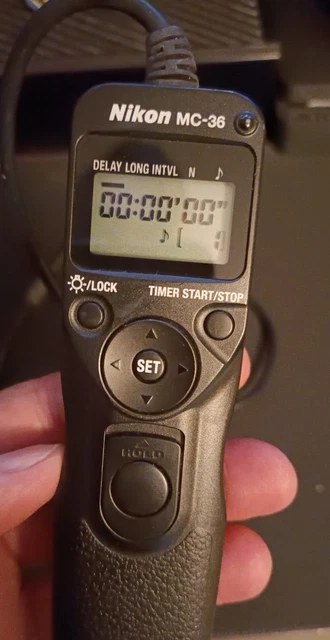 Nikon MC-36
DELAY LONG INTVL N ♪
00:00'00"
♪ [
/LOCK TIMER START/STOP
SET
HOLD